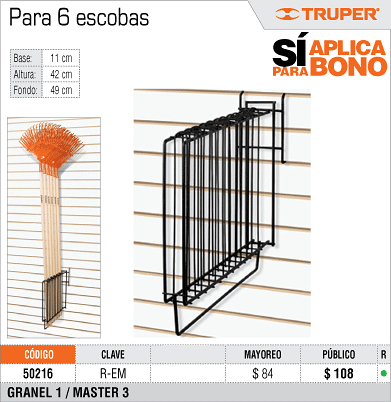 Para 6 escobas
TRUPER
SÍ APLICA
PARA BONO
Base: 11 cm
Altura: 42 cm
Fondo: 49 cm
CÓDIGO CLAVE MAYOREO PÚBLICO R
50216 R-EM $ 84 $ 108
GRANEL 1 / MASTER 3